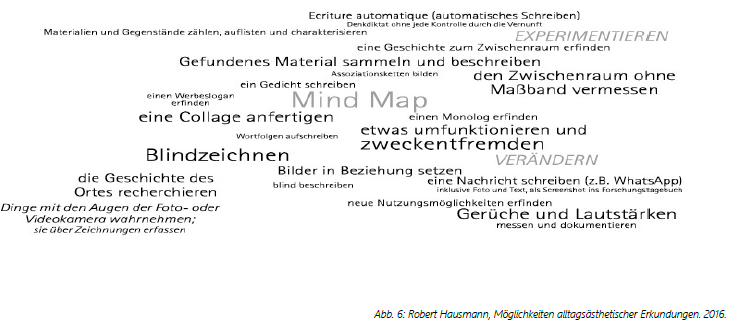 Ecriture automatique (automatisches Schreiben)
Denkdiktat ohne jede Kontrolle durch die Vernunft
Materialien und Gegenstände zählen, auflisten und charakterisieren
EXPERIMENTIEREN
eine Geschichte zum Zwischenraum erfinden
Gefundenes Material sammeln und beschreiben
Assoziationsketten bilden
den Zwischenraum ohne
Maßband vermessen
ein Gedicht schreiben
einen Werbeslogan
erfinden
Mind Map
eine Collage anfertigen
einen Monolog erfinden
Wortfolgen aufschreiben
etwas umfunktionieren und
zweckentfremden
Blindzeichnen
VERÄNDERN
Bilder in Beziehung setzen
die Geschichte des
Ortes recherchieren
blind beschreiben
eine Nachricht schreiben (z.B. WhatsApp)
inklusive Foto und Text, als Screenshot ins Forschungstagebuch
Dinge mit den Augen der Foto- oder
Videokamera wahrnehmen;
sie über Zeichnungen erfassen
neue Nutzungsmöglichkeiten erfinden
Gerüche und Lautstärken
messen und dokumentieren
Abb. 6: Robert Hausmann, Möglichkeiten alltagsästhetischer Erkundungen. 2016.